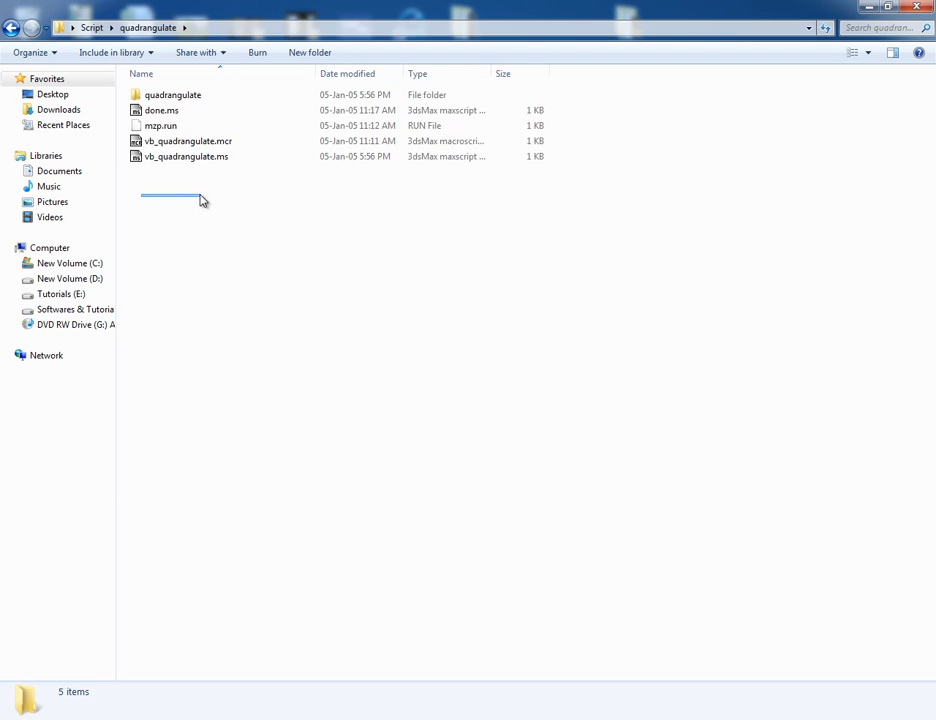 Script quadrangulate
Search quadran...
Organize Include in library Share with Burn New folder
Name Date modified Type Size
Favorites
Desktop
Downloads
Recent Places
Libraries
Documents
Music
Pictures
Videos
Computer
New Volume (C:)
New Volume (D:)
Tutorials (E:)
Softwares & Tutoria
DVD RW Drive (G:) A
Network
quadrangulate 05-Jan-05 5:56 PM File folder
done.ms 05-Jan-05 11:17 AM 3dsMax maxscript ... 1 KB
mzp.run 05-Jan-05 11:12 AM RUN File 1 KB
vb_quadrangulate.mcr 05-Jan-05 11:11 AM 3dsMax macroscri... 1 KB
vb_quadrangulate.ms 05-Jan-05 5:56 PM 3dsMax maxscript ... 1 KB
5 items